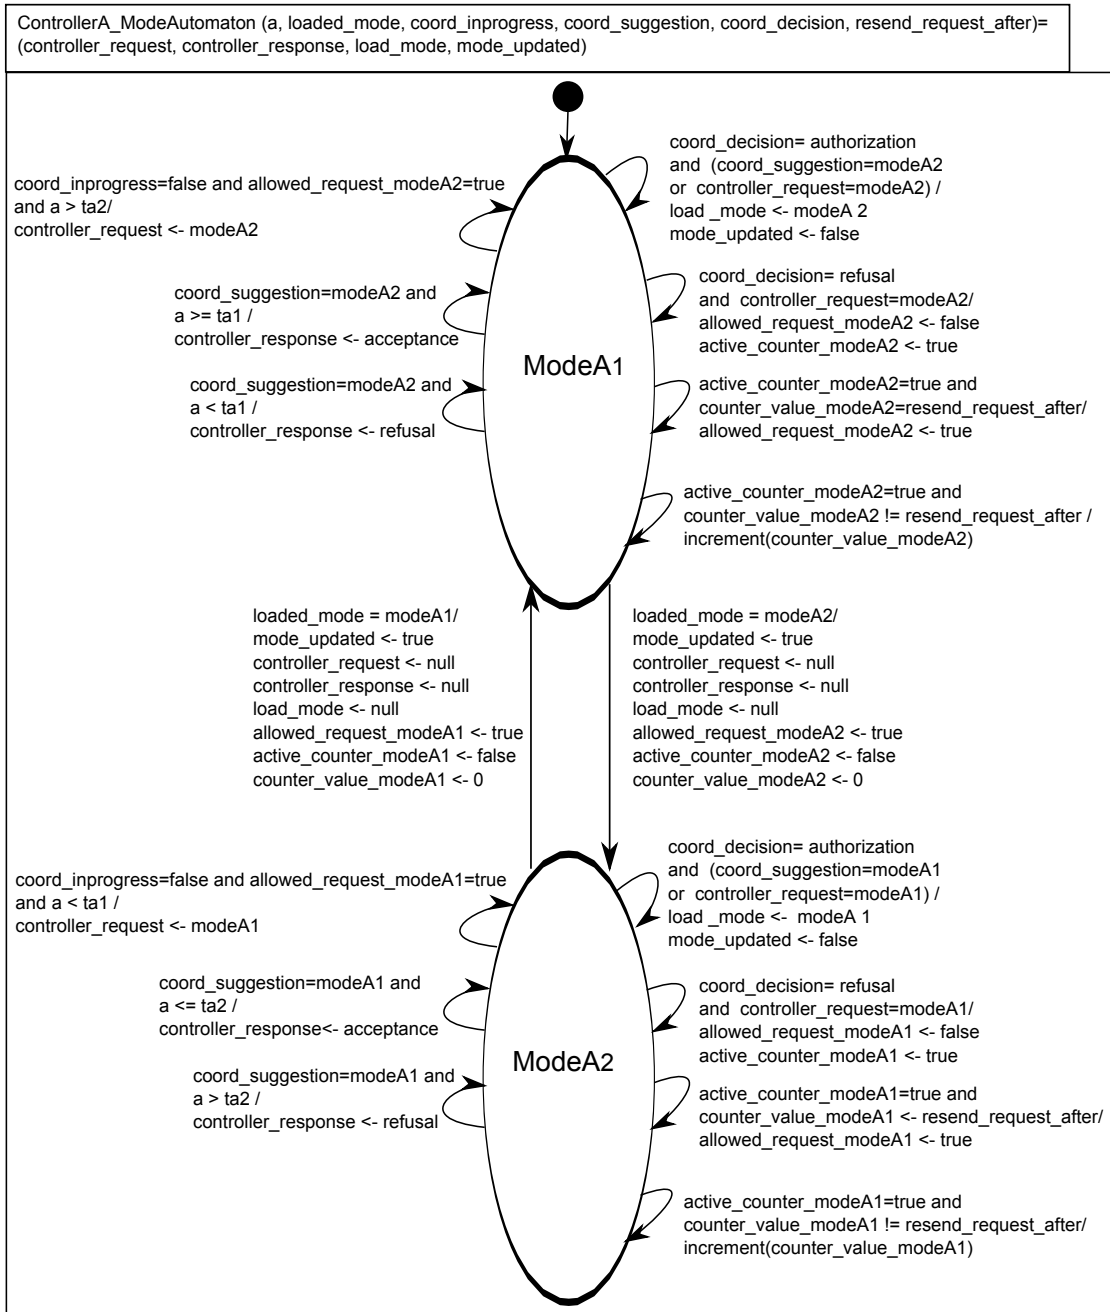 ControllerA_ModeAutomaton (a, loaded_mode, coord_inprogress, coord_suggestion, coord_decision, resend_request_after)=
(controller_request, controller_response, load_mode, mode_updated)
coord_inprogress=false and allowed_request_modeA2=true
and a > ta2/
controller_request <- modeA2
coord_decision= authorization
and (coord_suggestion=modeA2
or controller_request=modeA2) /
load _mode <- modeA 2
mode_updated <- false
coord_suggestion=modeA2 and
a >= ta1 /
controller_response <- acceptance
coord_decision= refusal
and controller_request=modeA2/
allowed_request_modeA2 <- false
active_counter_modeA2 <- true
ModeA1
coord_suggestion=modeA2 and
a < ta1 /
controller_response <- refusal
active_counter_modeA2=true and
counter_value_modeA2=resend_request_after/
allowed_request_modeA2 <- true
active_counter_modeA2=true and
counter_value_modeA2 != resend_request_after /
increment(counter_value_modeA2)
loaded_mode = modeA1/
mode_updated <- true
controller_request <- null
controller_response <- null
load_mode <- null
allowed_request_modeA1 <- true
active_counter_modeA1 <- false
counter_value_modeA1 <- 0
loaded_mode = modeA2/
mode_updated <- true
controller_request <- null
controller_response <- null
load_mode <- null
allowed_request_modeA2 <- true
active_counter_modeA2 <- false
counter_value_modeA2 <- 0
coord_inprogress=false and allowed_request_modeA1=true
and a < ta1 /
controller_request <- modeA1
coord_decision= authorization
and (coord_suggestion=modeA1
or controller_request=modeA1) /
load _mode <- modeA 1
mode_updated <- false
coord_suggestion=modeA1 and
a <= ta2 /
controller_response<- acceptance
coord_decision= refusal
and controller_request=modeA1/
allowed_request_modeA1 <- false
active_counter_modeA1 <- true
ModeA2
coord_suggestion=modeA1 and
a > ta2 /
controller_response <- refusal
active_counter_modeA1=true and
counter_value_modeA1 <- resend_request_after/
allowed_request_modeA1 <- true
active_counter_modeA1=true and
counter_value_modeA1 != resend_request_after/
increment(counter_value_modeA1)